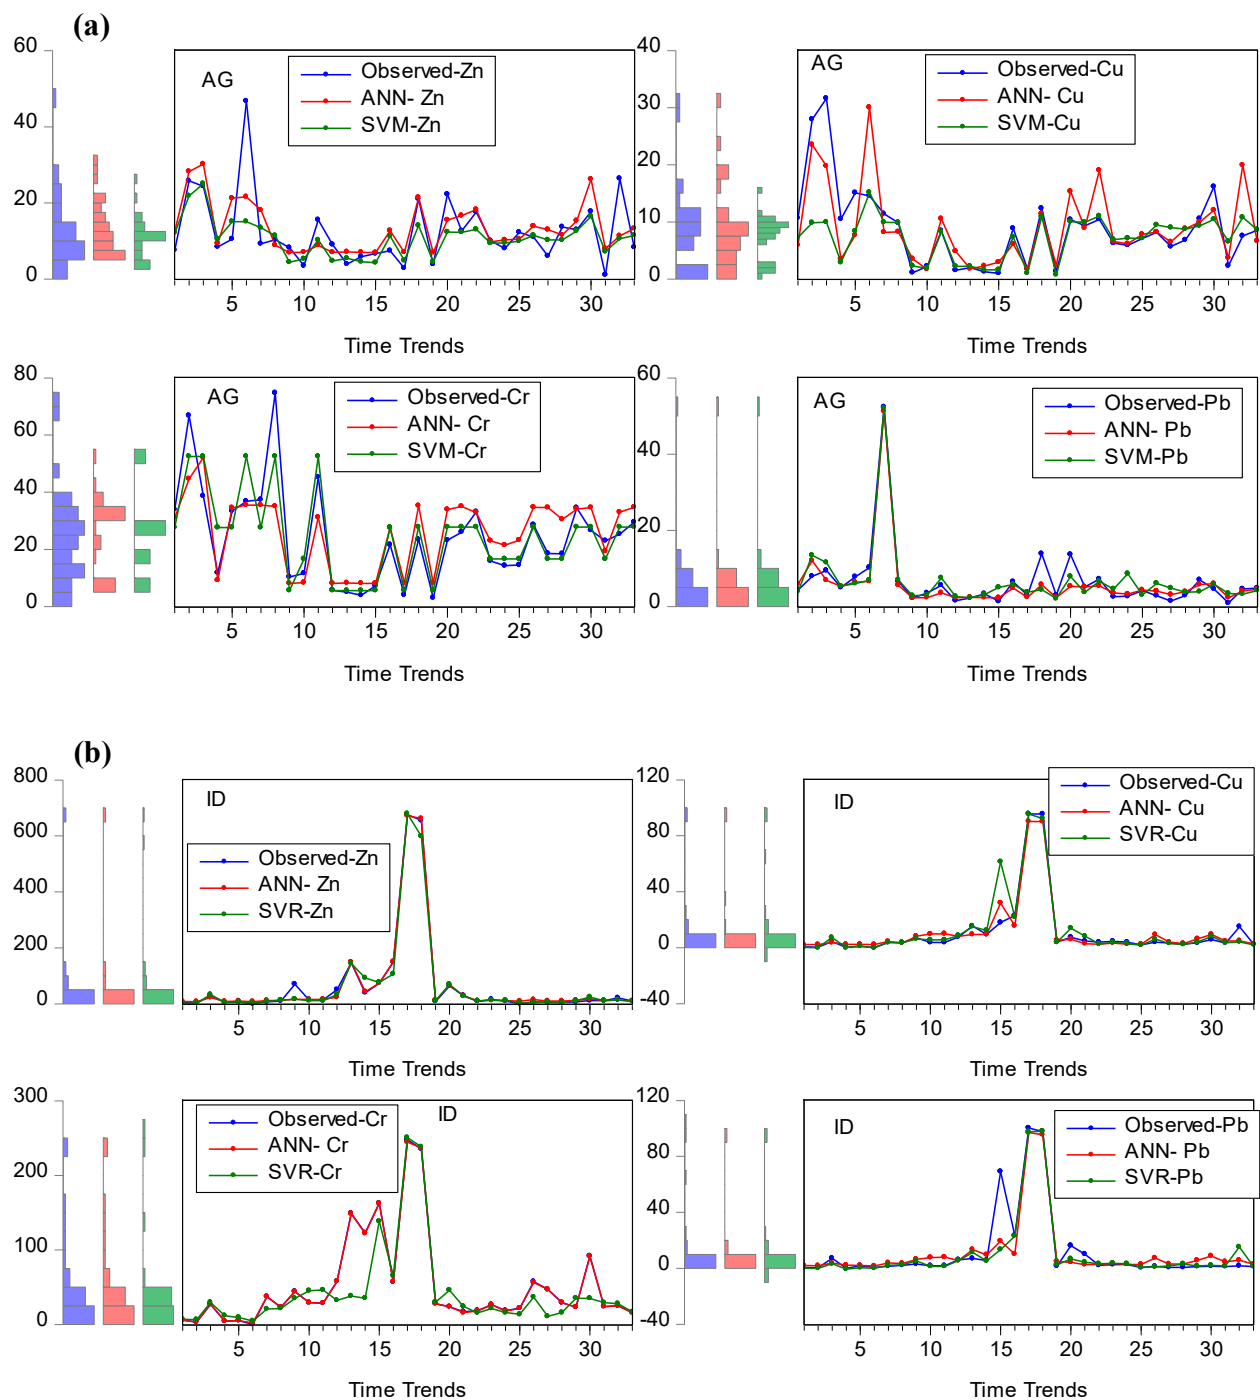 (a)
60
40
20
0
AG
Observed-Zn
ANN- Zn
SVM-Zn
5 10 15 20 25 30
Time Trends
40
30
20
10
0
AG
Observed-Cu
ANN- Cu
SVM-Cu
5 10 15 20 25 30
Time Trends
80
60
40
20
0
AG
Observed-Cr
ANN- Cr
SVM-Cr
5 10 15 20 25 30
Time Trends
60
40
20
0
AG
Observed-Pb
ANN- Pb
SVM-Pb
5 10 15 20 25 30
Time Trends
(b)
800
600
400
200
0
ID
Observed-Zn
ANN- Zn
SVR-Zn
5 10 15 20 25 30
Time Trends
120
80
40
0
-40
ID
Observed-Cu
ANN- Cu
SVR-Cu
5 10 15 20 25 30
Time Trends
300
200
100
0
ID
Observed-Cr
ANN- Cr
SVR-Cr
5 10 15 20 25 30
Time Trends
120
80
40
0
-40
ID
Observed-Pb
ANN- Pb
SVR-Pb
5 10 15 20 25 30
Time Trends